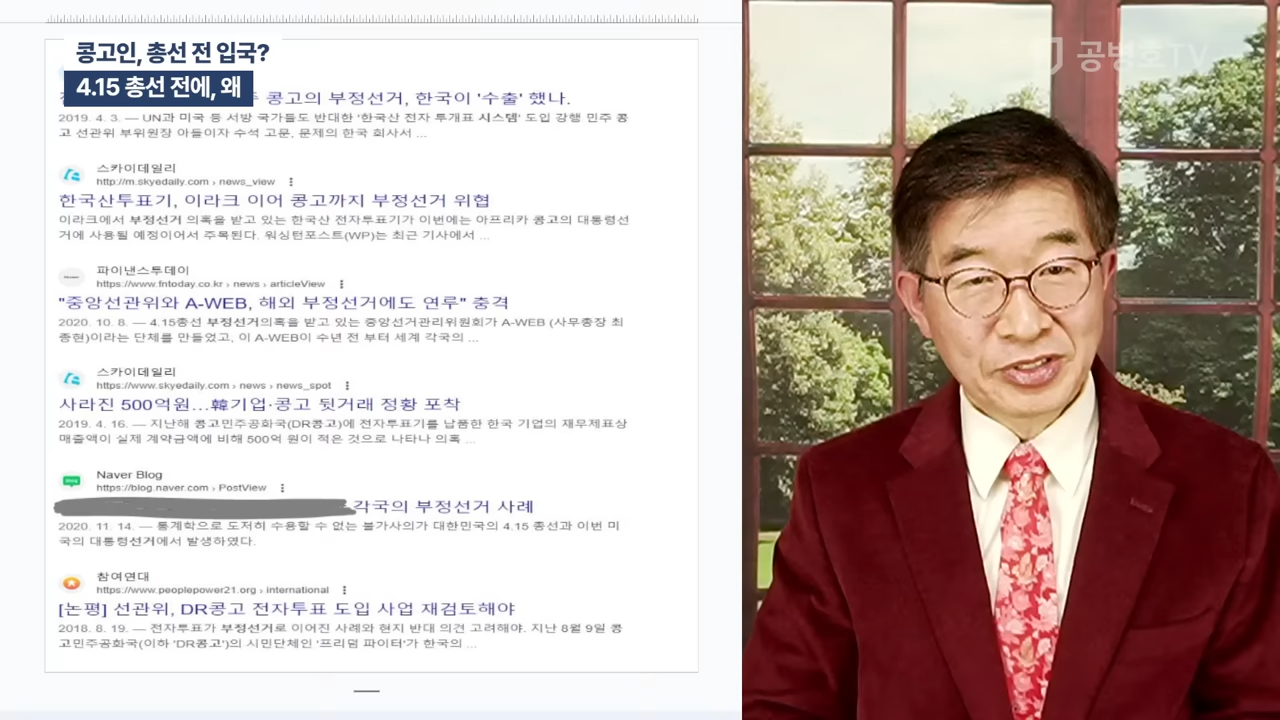 콩고인, 총선 전 입국?
4.15 총선 전에, 왜
공병호TV
콩고의 부정선거, 한국이 '수출' 했나.
2019. 4. 3. — UN과 미국 등 서방 국가들도 반대한 '한국산 전자 투개표 시스템' 도입 강행 민주 콩
고 선관위 부위원장 아들이자 수석 고문, 문제의 한국 회사서 ...
스카이데일리
http://m.skyedaily.com › news_view
한국산투표기, 이라크 이어 콩고까지 부정선거 위협
이라크에서 부정선거 의혹을 받고 있는 한국산 전자투표기가 이번에는 아프리카 콩고의 대통령선
거에 사용될 예정이어서 주목된다. 워싱턴포스트(WP)는 최근 기사에서 ...
파이낸스투데이
https://www.fntoday.co.kr › news › articleView
"중앙선관위와 A-WEB, 해외 부정선거에도 연루" 충격
2020. 10. 8. — 4.15총선 부정선거의혹을 받고 있는 중앙선거관리위원회가 A-WEB (사무총장 최
종현)이라는 단체를 만들었고, 이 A-WEB이 수년 전 부터 세계 각국의 ...
스카이데일리
https://www.skyedaily.com › news › news_spot
사라진 500억원...韓기업·콩고 뒷거래 정황 포착
2019. 4. 16. — 지난해 콩고민주공화국(DR콩고)에 전자투표기를 납품한 한국 기업의 재무제표상
매출액이 실제 계약금액에 비해 500억 원이 적은 것으로 나타나 의혹 ...
Naver Blog
https://blog.naver.com › PostView
각국의 부정선거 사례
2020. 11. 14. — 통계학으로 도저히 수용할 수 없는 불가사의가 대한민국의 4.15 총선과 이번 미
국의 대통령선거에서 발생하였다.
참여연대
https://www.peoplepower21.org › international
[논평] 선관위, DR콩고 전자투표 도입 사업 재검토해야
2018. 8. 19. — 전자투표가 부정선거로 이어진 사례와 현지 반대 의견 고려해야. 지난 8월 9일 콩
고민주공화국(이하 'DR콩고')의 시민단체인 '프리덤 파이터'가 한국의 ...